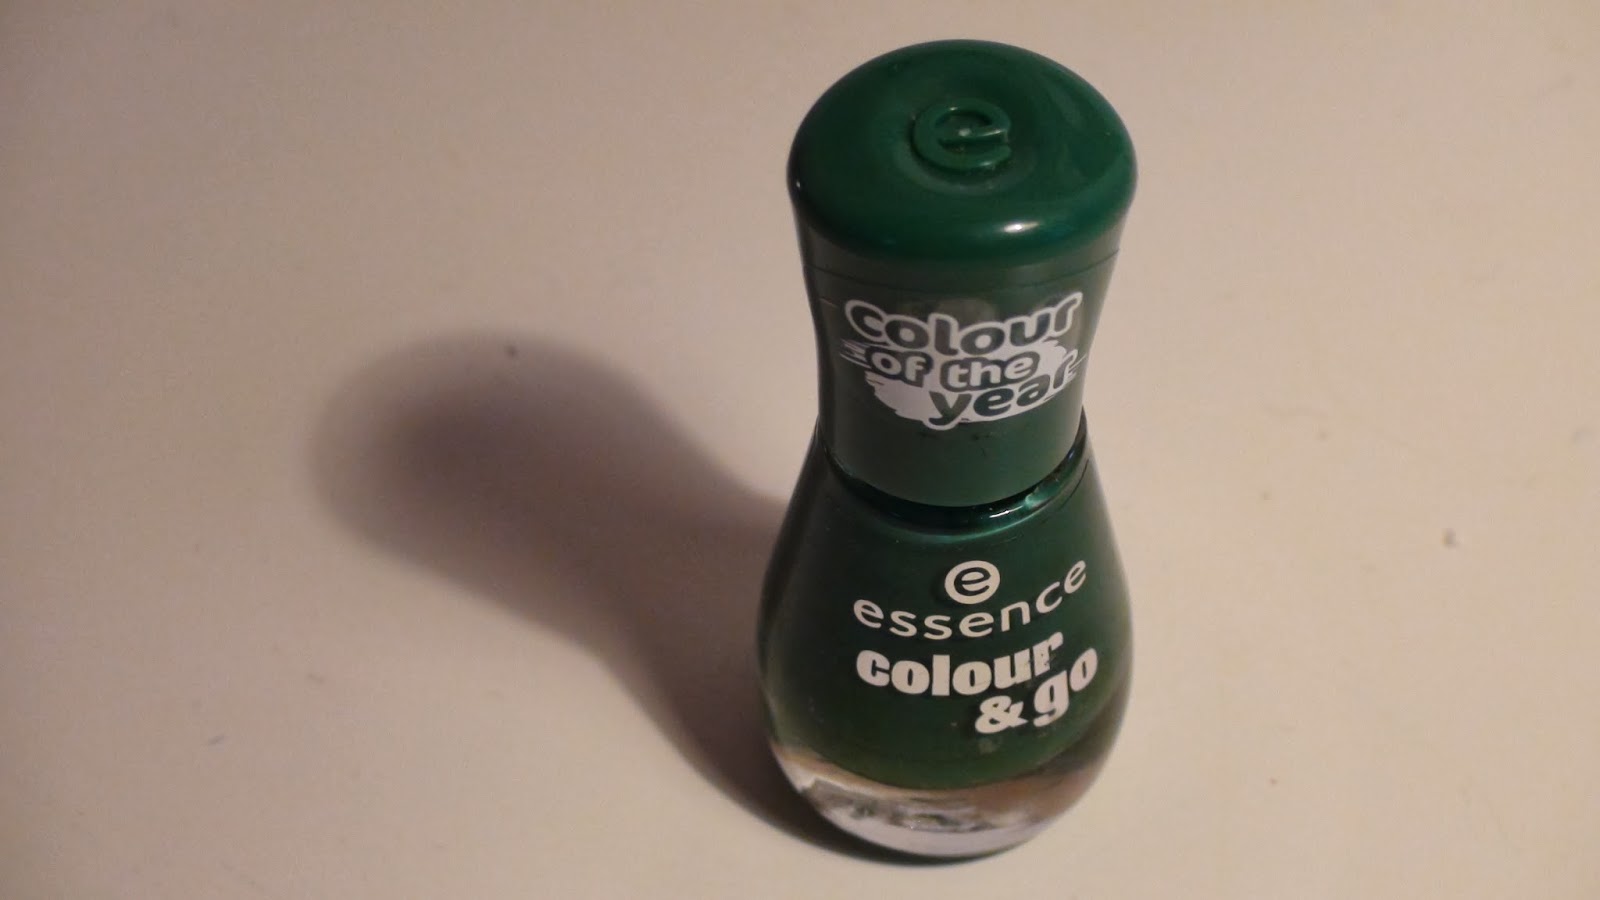 e
colour
of the
year
e
essence
colour
& go